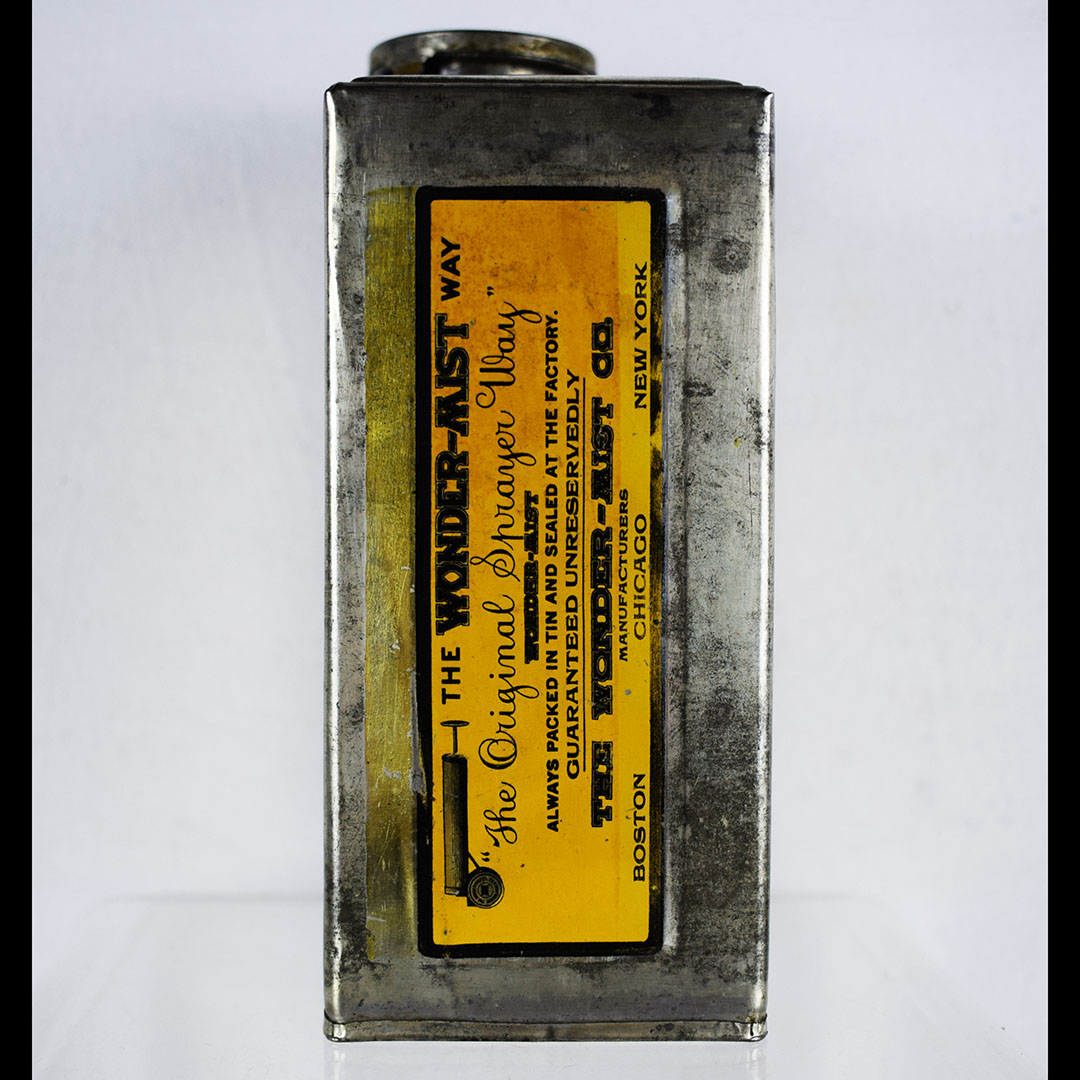 THE WONDER-MIST WAY
"The Original Sprayer Way"
WONDER-MIST
ALWAYS PACKED IN TIN AND SEALED AT THE FACTORY.
GUARANTEED UNRESERVEDLY
THE WONDER-MIST CO.
MANUFACTURERS
BOSTON CHICAGO NEW YORK